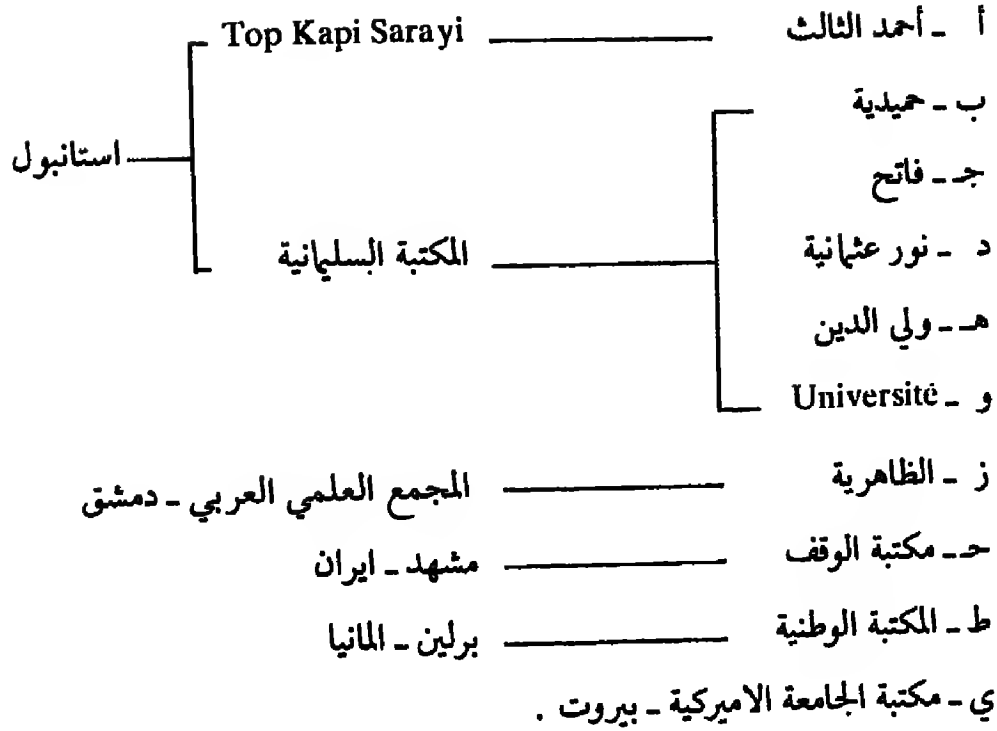 أ - أحمد الثالث Top Kapi Sarayi
ب - حميدية
استانبول
جـ - فاتح
د - نور عثمانية المكتبة السليمانية
هـ - ولي الدين
و - Université
ز - الظاهرية المجمع العلمي العربي - دمشق
حـ - مكتبة الوقف مشهد - ايران
ط - المكتبة الوطنية برلين - المانيا
ي - مكتبة الجامعة الاميركية - بيروت .